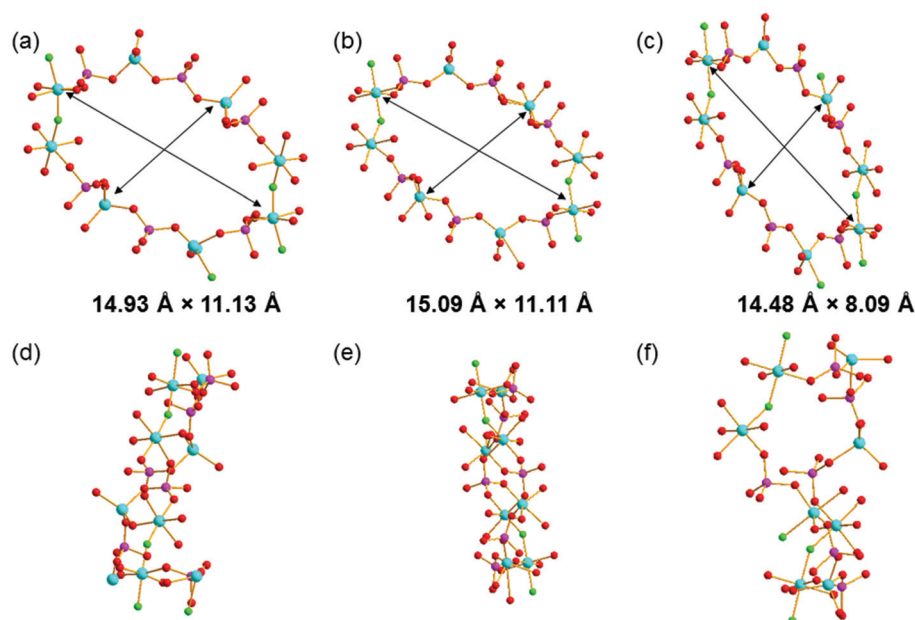 (a) (b) (c)
14.93 Å × 11.13 Å 15.09 Å × 11.11 Å 14.48 Å × 8.09 Å
(d) (e) (f)